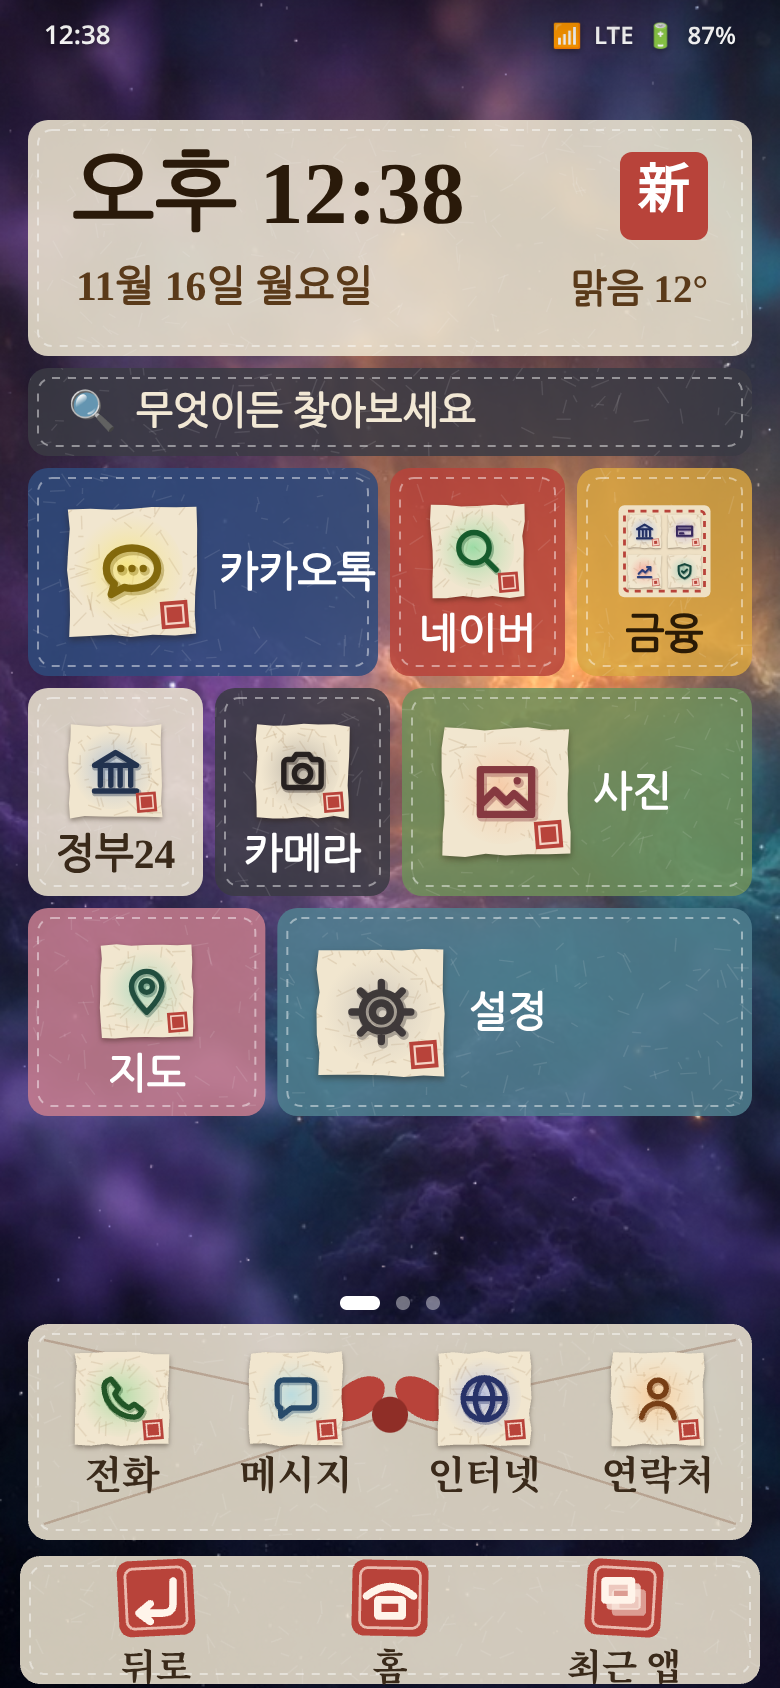 12:38 LTE 87%
오후 12:38
新
11월 16일 월요일
맑음 12°
무엇이든 찾아보세요
카카오톡
네이버
금융
정부24
카메라
사진
지도
설정
전화
메시지
인터넷
연락처
뒤로
홈
최근 앱